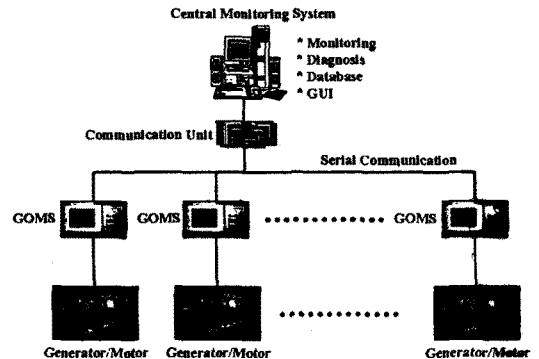 Central Monitoring System
* Monitoring
* Diagnosis
* Database
* GUI
Communication Unit
Serial Communication
GOMS
GOMS
GOMS
Generator/Motor
Generator/Motor
Generator/Motor